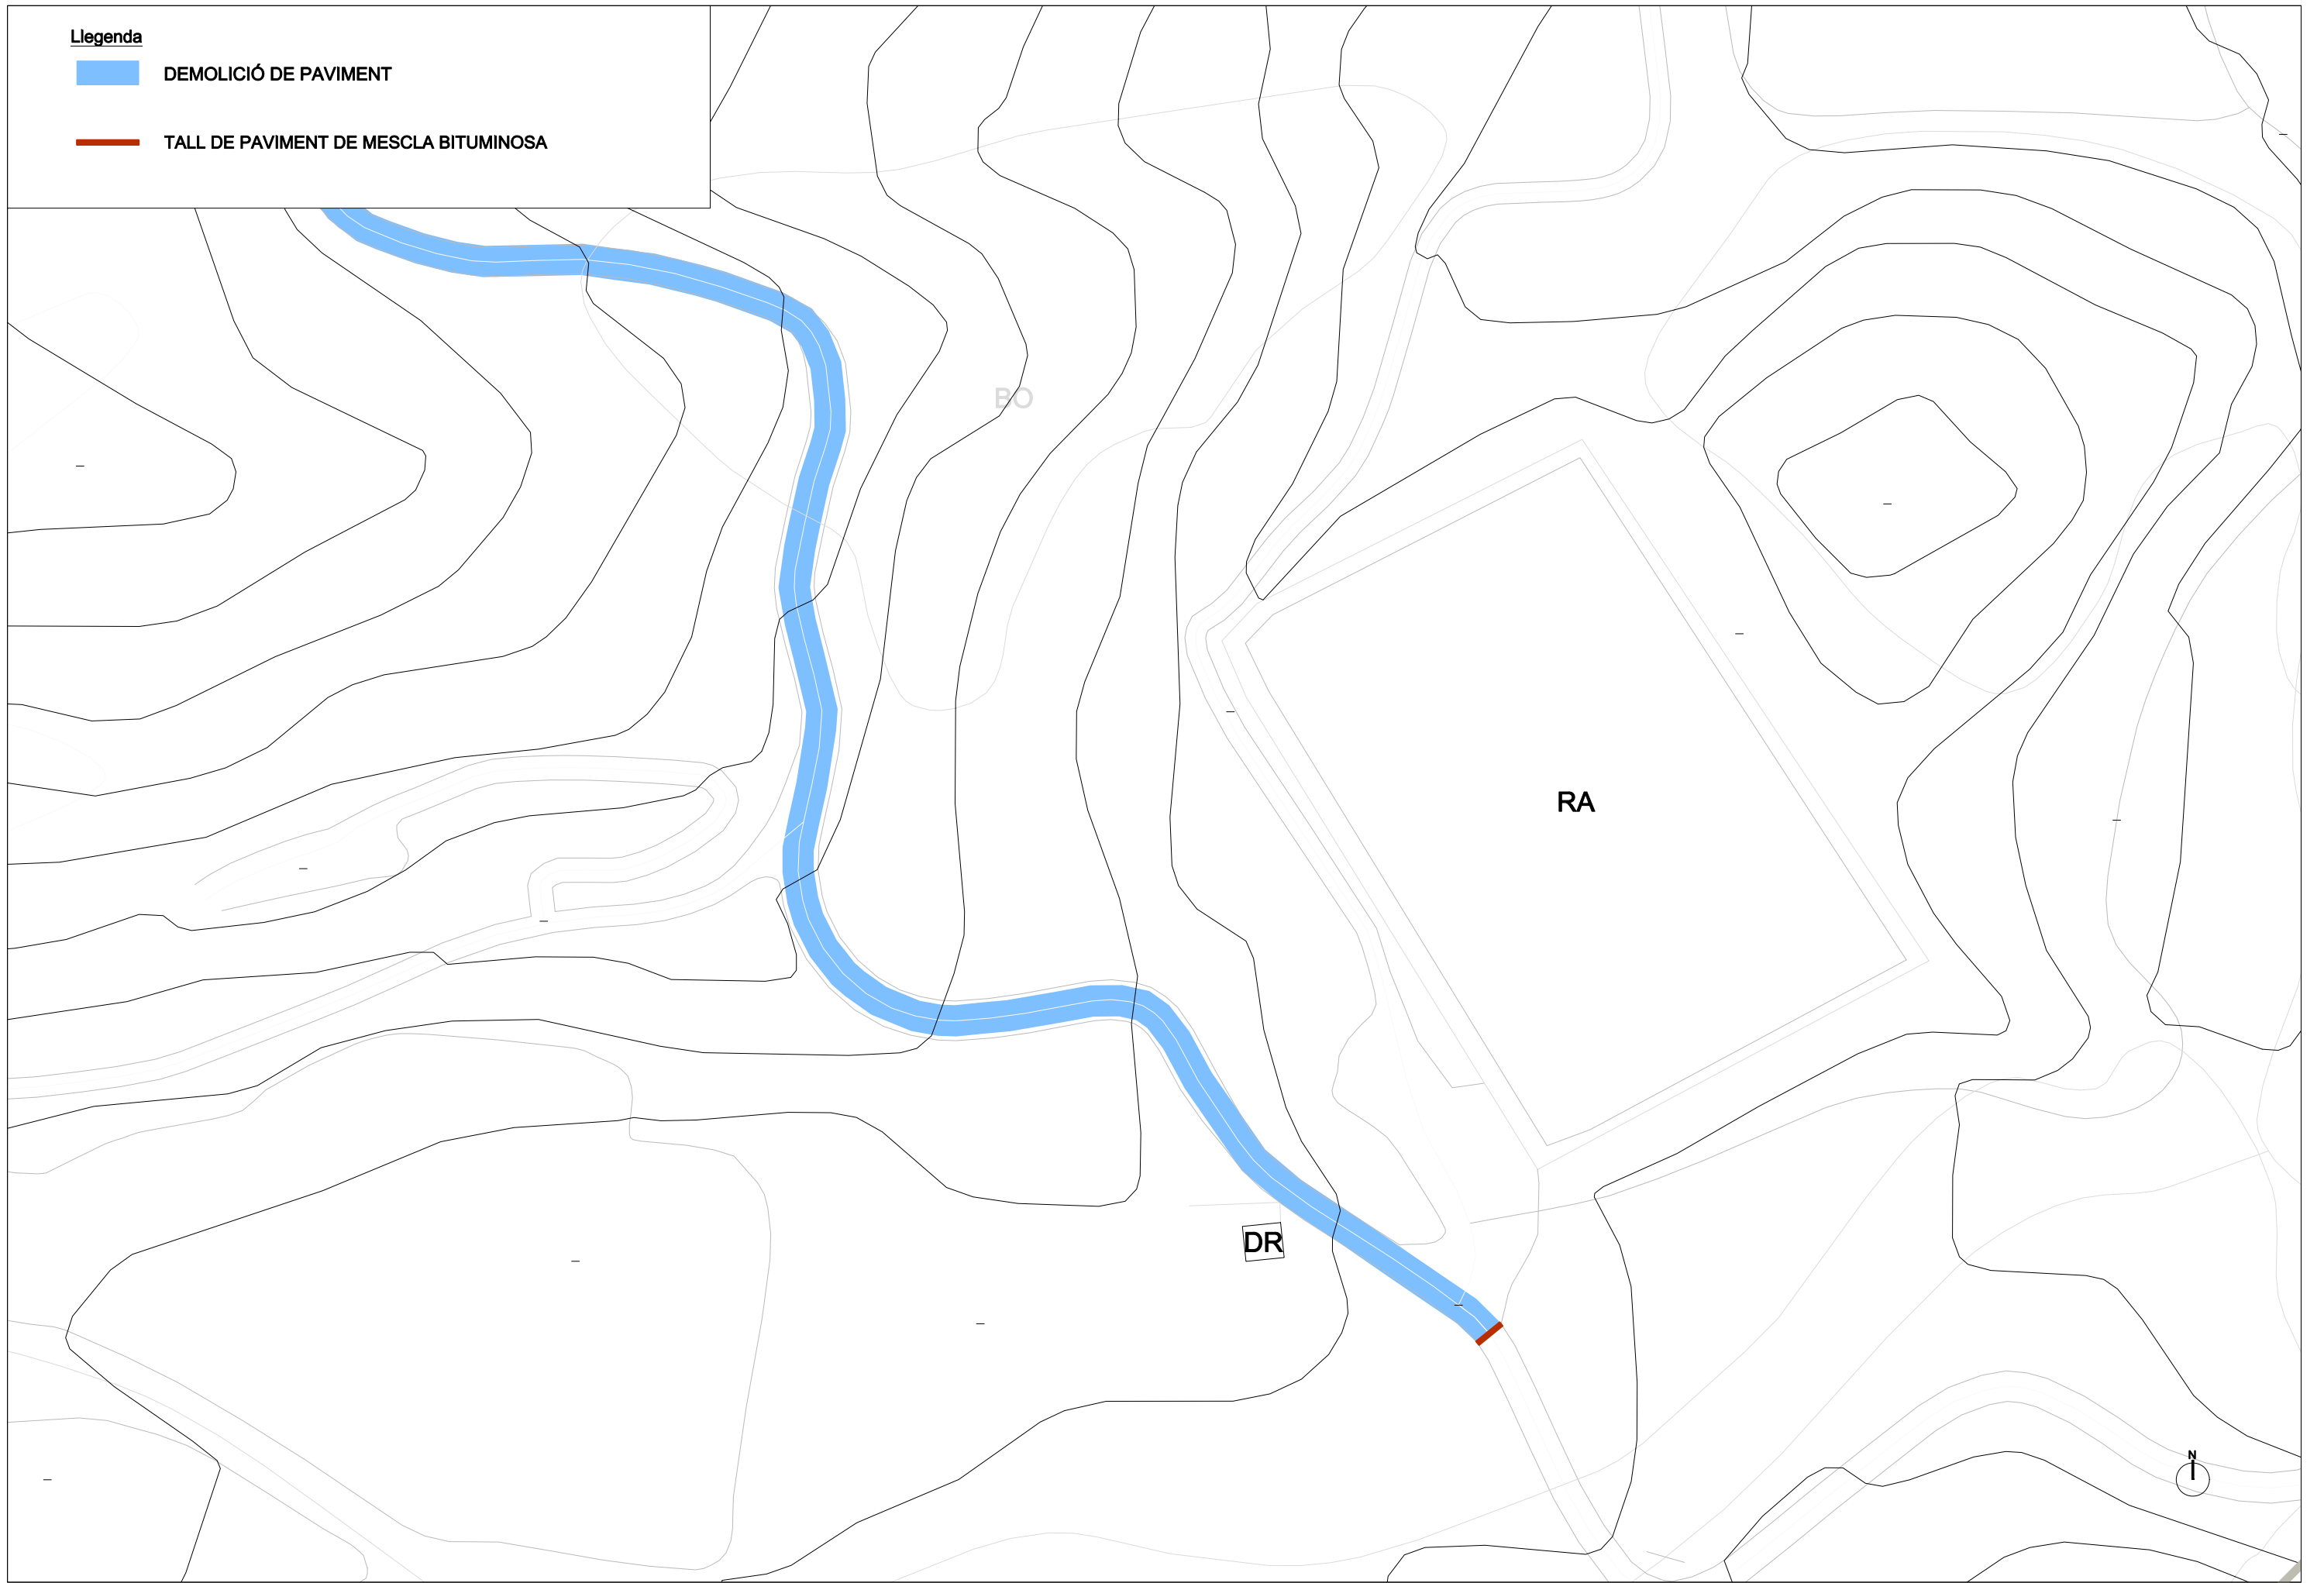 Llegenda
DEMOLICIÓ DE PAVIMENT
TALL DE PAVIMENT DE MESCLA BITUMINOSA
BO
RA
DR
N